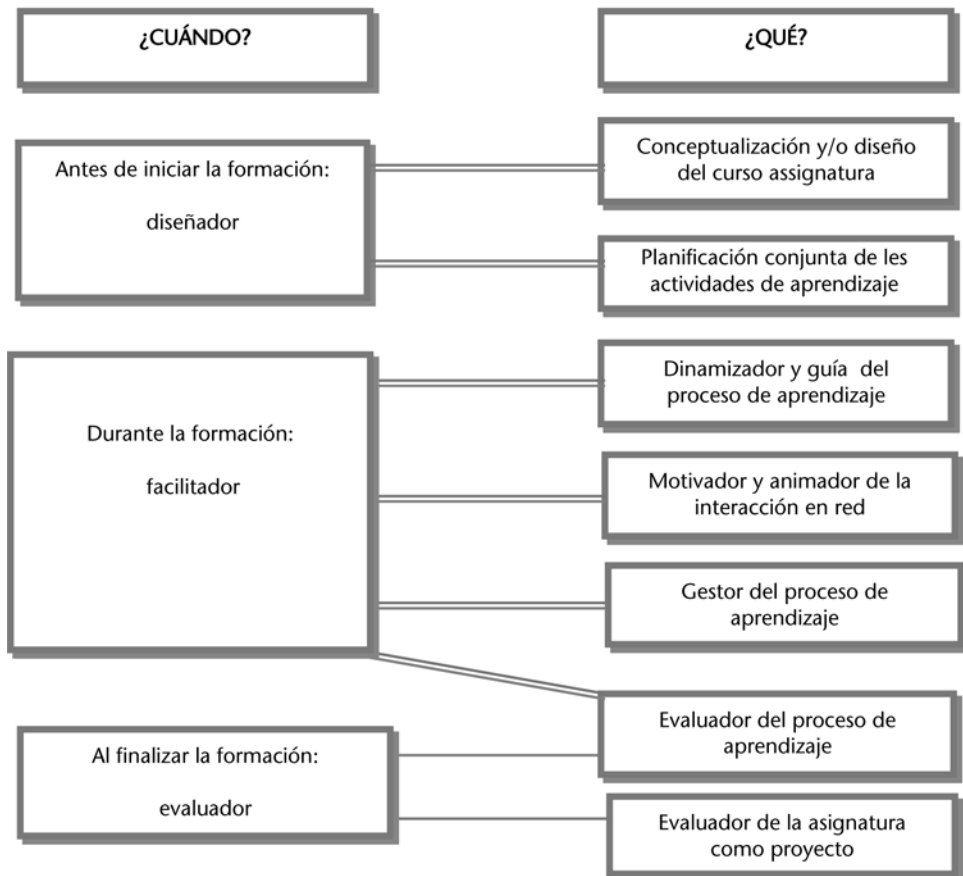 ¿CUÁNDO?
¿QUÉ?
Antes de iniciar la formación:
diseñador
Conceptualización y/o diseño
del curso assignatura
Planificación conjunta de les
actividades de aprendizaje
Durante la formación:
facilitador
Dinamizador y guía del
proceso de aprendizaje
Motivador y animador de la
interacción en red
Gestor del proceso de
aprendizaje
Al finalizar la formación:
evaluador
Evaluador del proceso de
aprendizaje
Evaluador de la asignatura
como proyecto